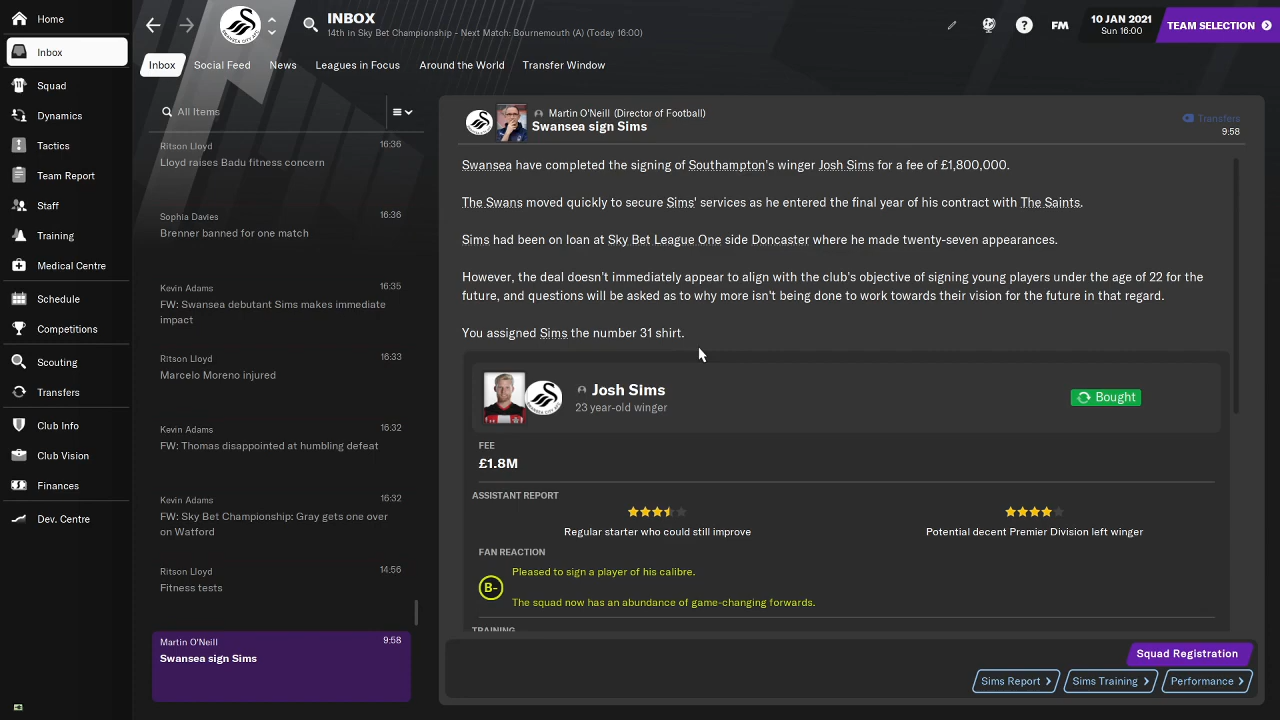 Home
Inbox
Squad
Dynamics
Tactics
Team Report
Staff
Training
Medical Centre
Schedule
Competitions
Scouting
Transfers
Club Info
Club Vision
Finances
Dev. Centre
INBOX
14th in Sky Bet Championship - Next Match: Bournemouth (A) (Today 16:00)
FM
10 JAN 2021
Sun 16:00
TEAM SELECTION
Inbox
Social Feed
News
Leagues in Focus
Around the World
Transfer Window
All Items
Ritson Lloyd 16:36
Lloyd raises Badu fitness concern
Sophia Davies 16:36
Brenner banned for one match
Kevin Adams 16:35
FW: Swansea debutant Sims makes immediate
impact
Ritson Lloyd 16:33
Marcelo Moreno injured
Kevin Adams 16:32
FW: Thomas disappointed at humbling defeat
Kevin Adams 16:32
FW: Sky Bet Championship: Gray gets one over
on Watford
Ritson Lloyd 14:56
Fitness tests
Martin O'Neill 9:58
Swansea sign Sims
Martin O'Neill (Director of Football)
Swansea sign Sims
Transfers
9:58
Swansea have completed the signing of Southampton's winger Josh Sims for a fee of £1,800,000.
The Swans moved quickly to secure Sims' services as he entered the final year of his contract with The Saints.
Sims had been on loan at Sky Bet League One side Doncaster where he made twenty-seven appearances.
However, the deal doesn't immediately appear to align with the club's objective of signing young players under the age of 22 for the
future, and questions will be asked as to why more isn't being done to work towards their vision for the future in that regard.
You assigned Sims the number 31 shirt.
Josh Sims
23 year-old winger
Bought
FEE
£1.8M
ASSISTANT REPORT
Regular starter who could still improve
Potential decent Premier Division left winger
FAN REACTION
B-
Pleased to sign a player of his calibre.
The squad now has an abundance of game-changing forwards.
TRAINING
Squad Registration
Sims Report
Sims Training
Performance